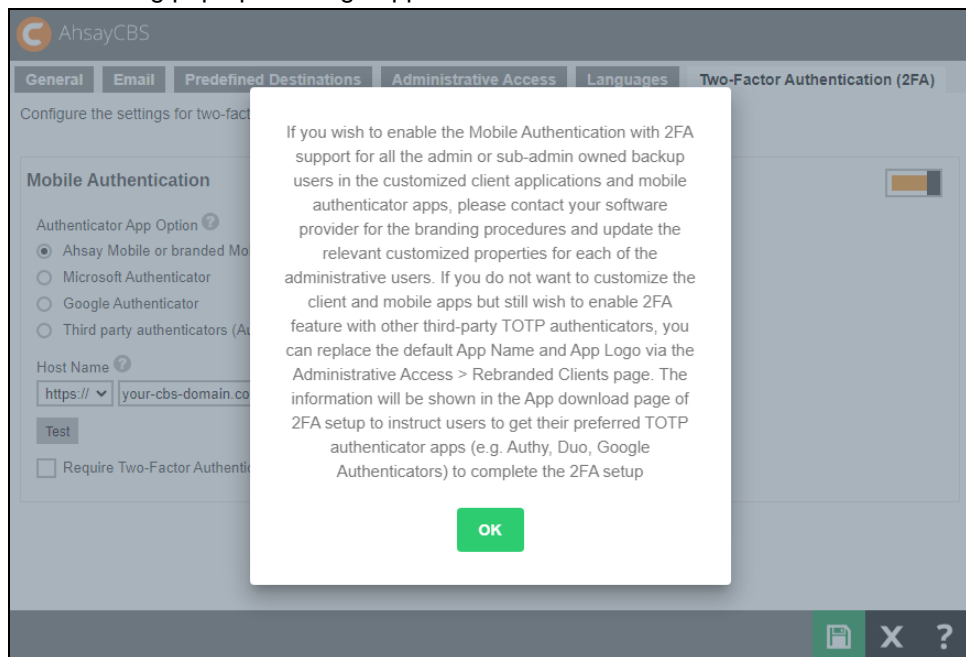 AhsayCBS
General Email Predefined Destinations Administrative Access Languages Two-Factor Authentication (2FA)
Configure the settings for two-fact
If you wish to enable the Mobile Authentication with 2FA
support for all the admin or sub-admin owned backup
users in the customized client applications and mobile
authenticator apps, please contact your software
provider for the branding procedures and update the
relevant customized properties for each of the
administrative users. If you do not want to customize the
client and mobile apps but still wish to enable 2FA
feature with other third-party TOTP authenticators, you
can replace the default App Name and App Logo via the
Administrative Access > Rebranded Clients page. The
information will be shown in the App download page of
2FA setup to instruct users to get their preferred TOTP
authenticator apps (e.g. Authy, Duo, Google
Authenticators) to complete the 2FA setup
OK
Mobile Authentication
Authenticator App Option ?
Ahsay Mobile or branded Mo
Microsoft Authenticator
Google Authenticator
Third party authenticators (Au
Host Name ?
https:// your-cbs-domain.co
Test
Require Two-Factor Authentic
X ?